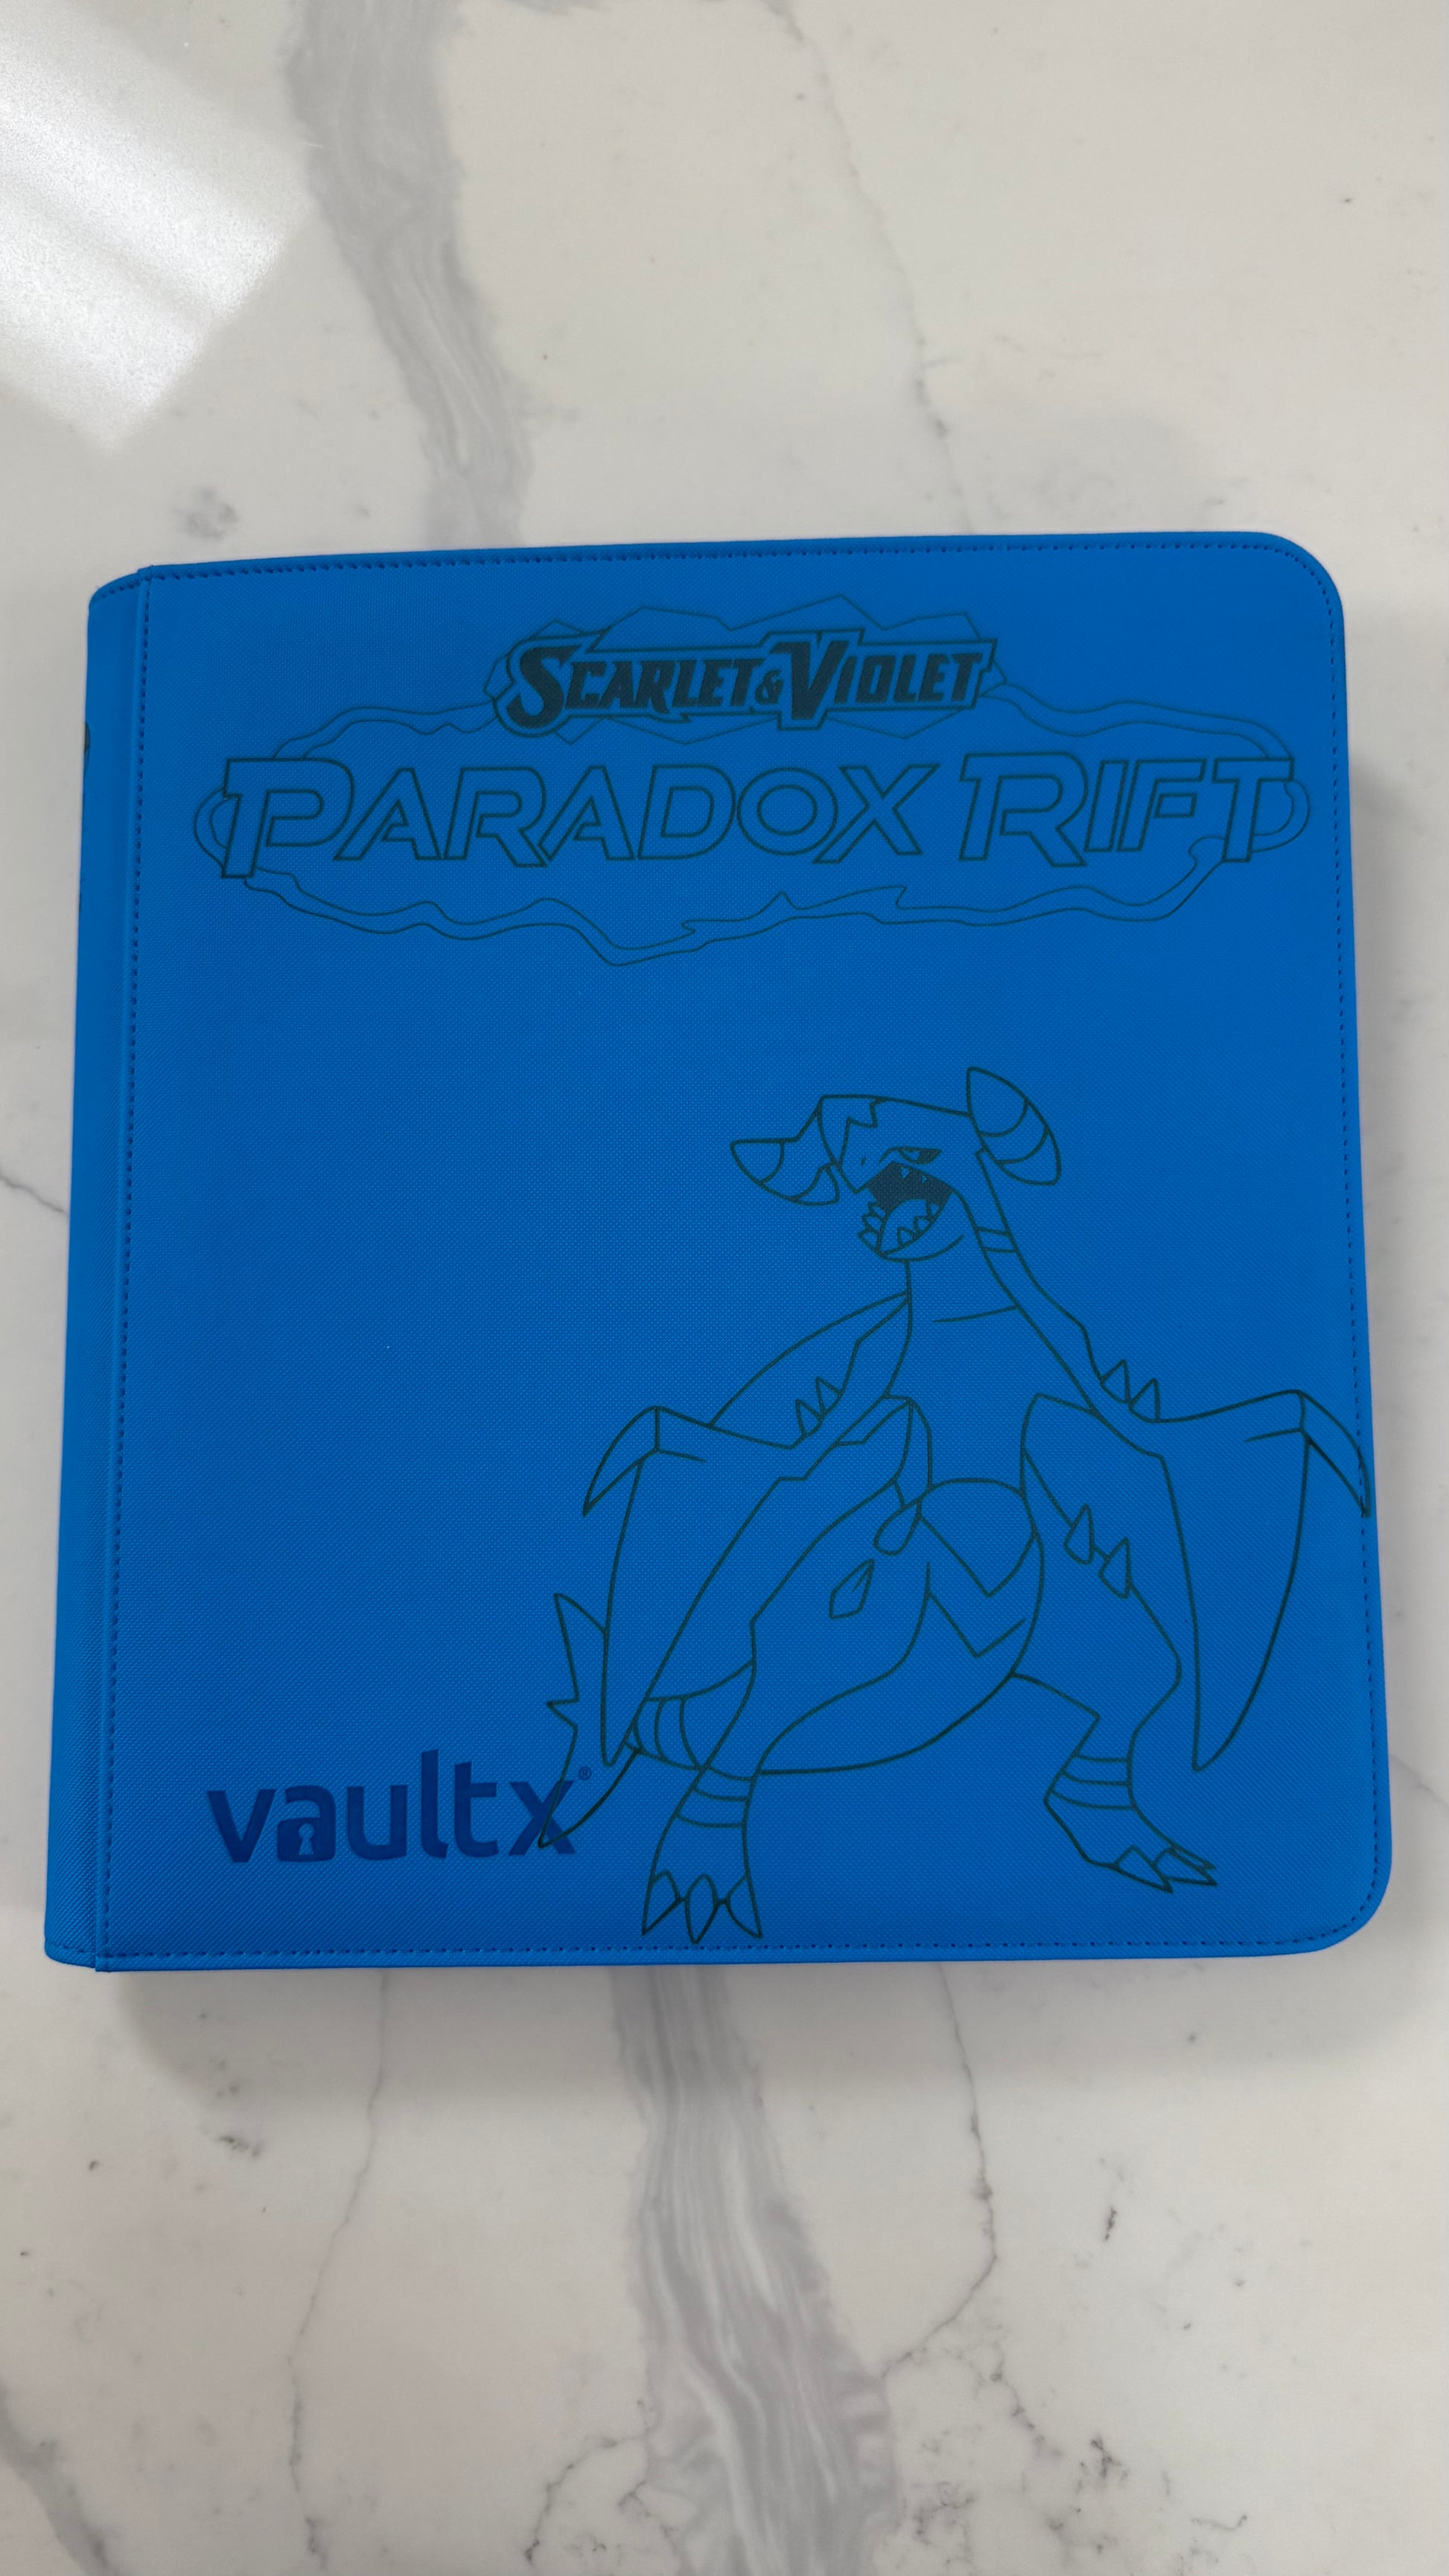 SCARLET & VIOLET
PARADOX RIFT
vaultx®